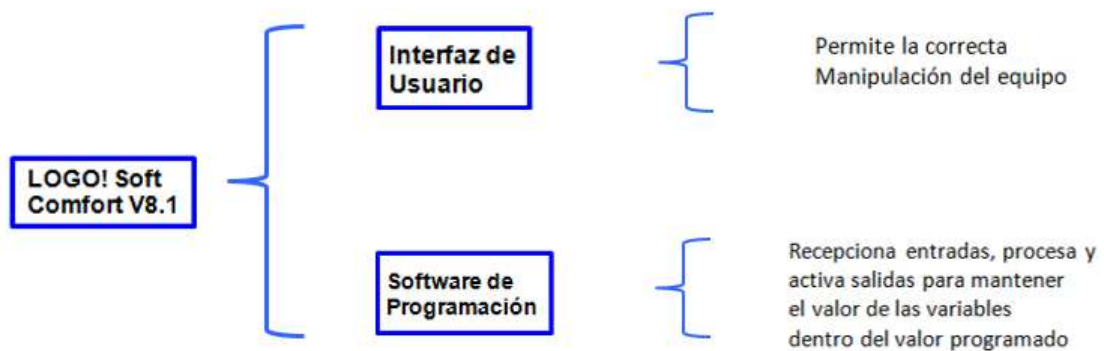 Interfaz de
Usuario
Permite la correcta
Manipulación del equipo
LOGO! Soft
Comfort V8.1
Software de
Programación
Recepciona entradas, procesa y
activa salidas para mantener
el valor de las variables
dentro del valor programado